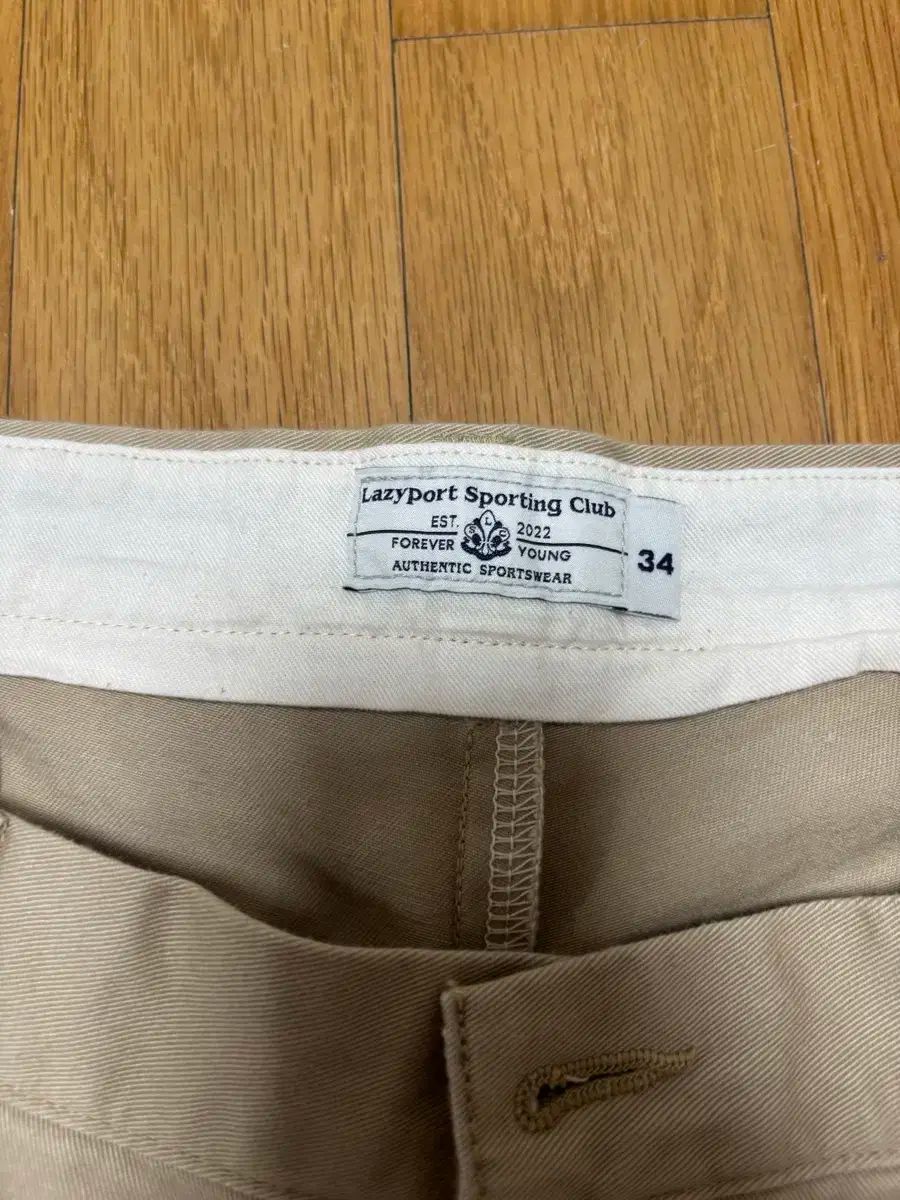 Lazyport Sporting Club
EST. 2022
FOREVER YOUNG
AUTHENTIC SPORTSWEAR
34